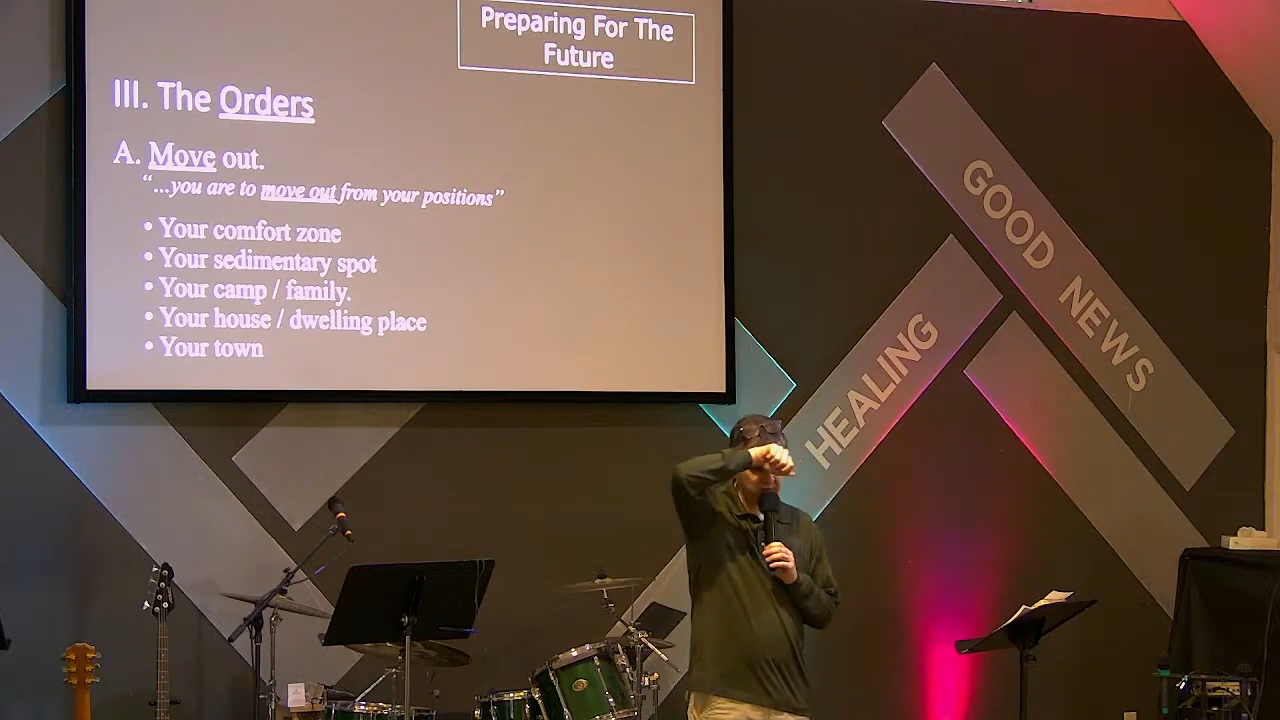 Preparing For The
Future
III. The Orders
A. Move out.
“...you are to move out from your positions”
• Your comfort zone
• Your sedimentary spot
• Your camp / family.
• Your house / dwelling place
• Your town
GOOD NEWS
HEALING